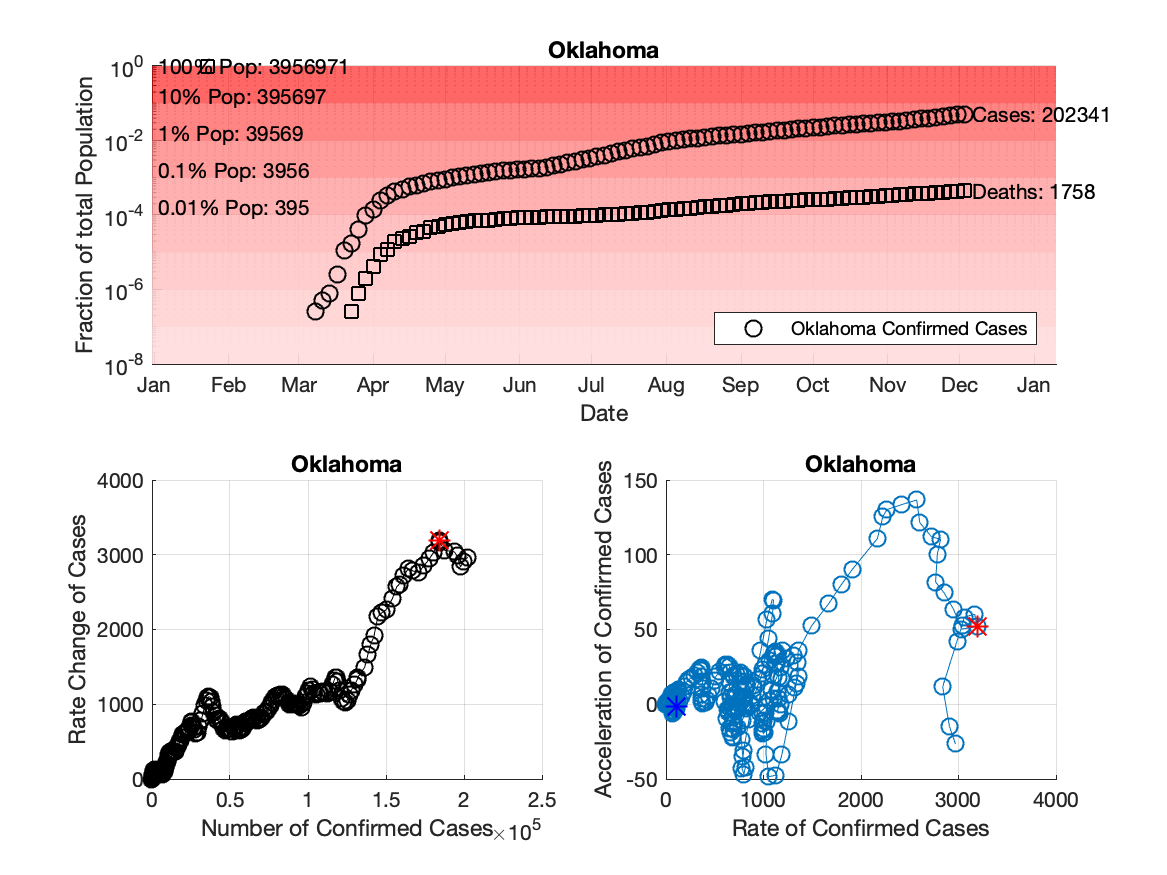 Oklahoma
Fraction of total Population
10^0
10^-2
10^-4
10^-6
10^-8
100% Pop: 3956971
10% Pop: 395697
1% Pop: 39569
0.1% Pop: 3956
0.01% Pop: 395
Cases: 202341
Deaths: 1758
Oklahoma Confirmed Cases
Jan Feb Mar Apr May Jun Jul Aug Sep Oct Nov Dec Jan
Date
Oklahoma
Rate Change of Cases
4000
3000
2000
1000
0
0 0.5 1 1.5 2 2.5
Number of Confirmed Cases
×10^5
Oklahoma
Acceleration of Confirmed Cases
150
100
50
0
-50
0 1000 2000 3000 4000
Rate of Confirmed Cases